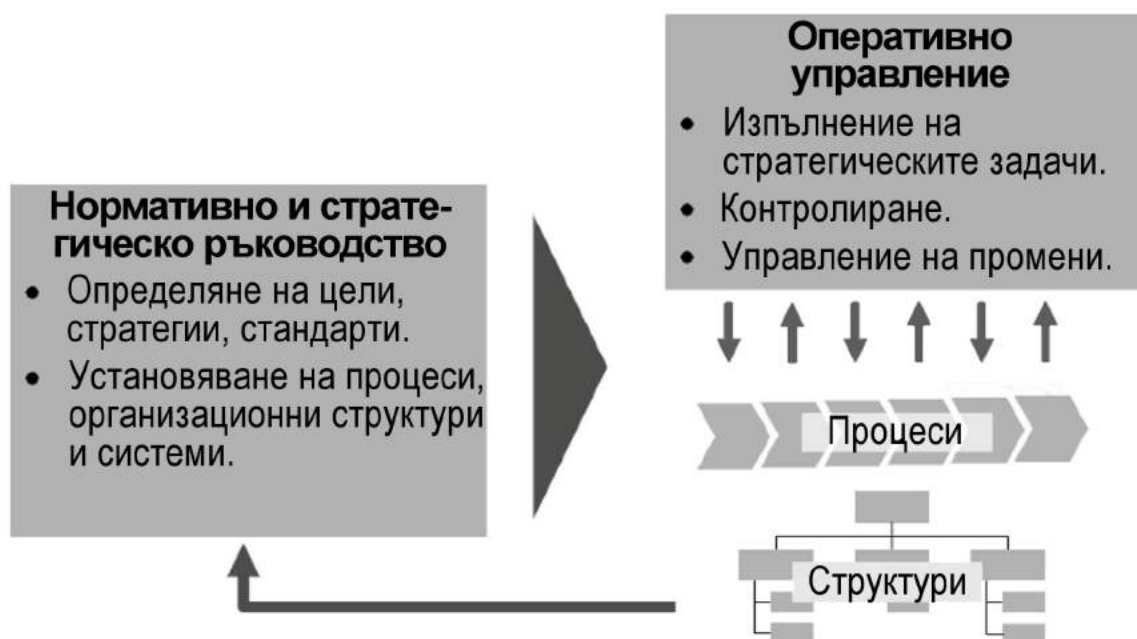 Нормативно и страте-
гическо ръководство
• Определяне на цели,
стратегии, стандарти.
• Установяване на процеси,
организационни структури
и системи.
Оперативно
управление
• Изпълнение на
стратегическите задачи.
• Контролиране.
• Управление на промени.
Процеси
Структури